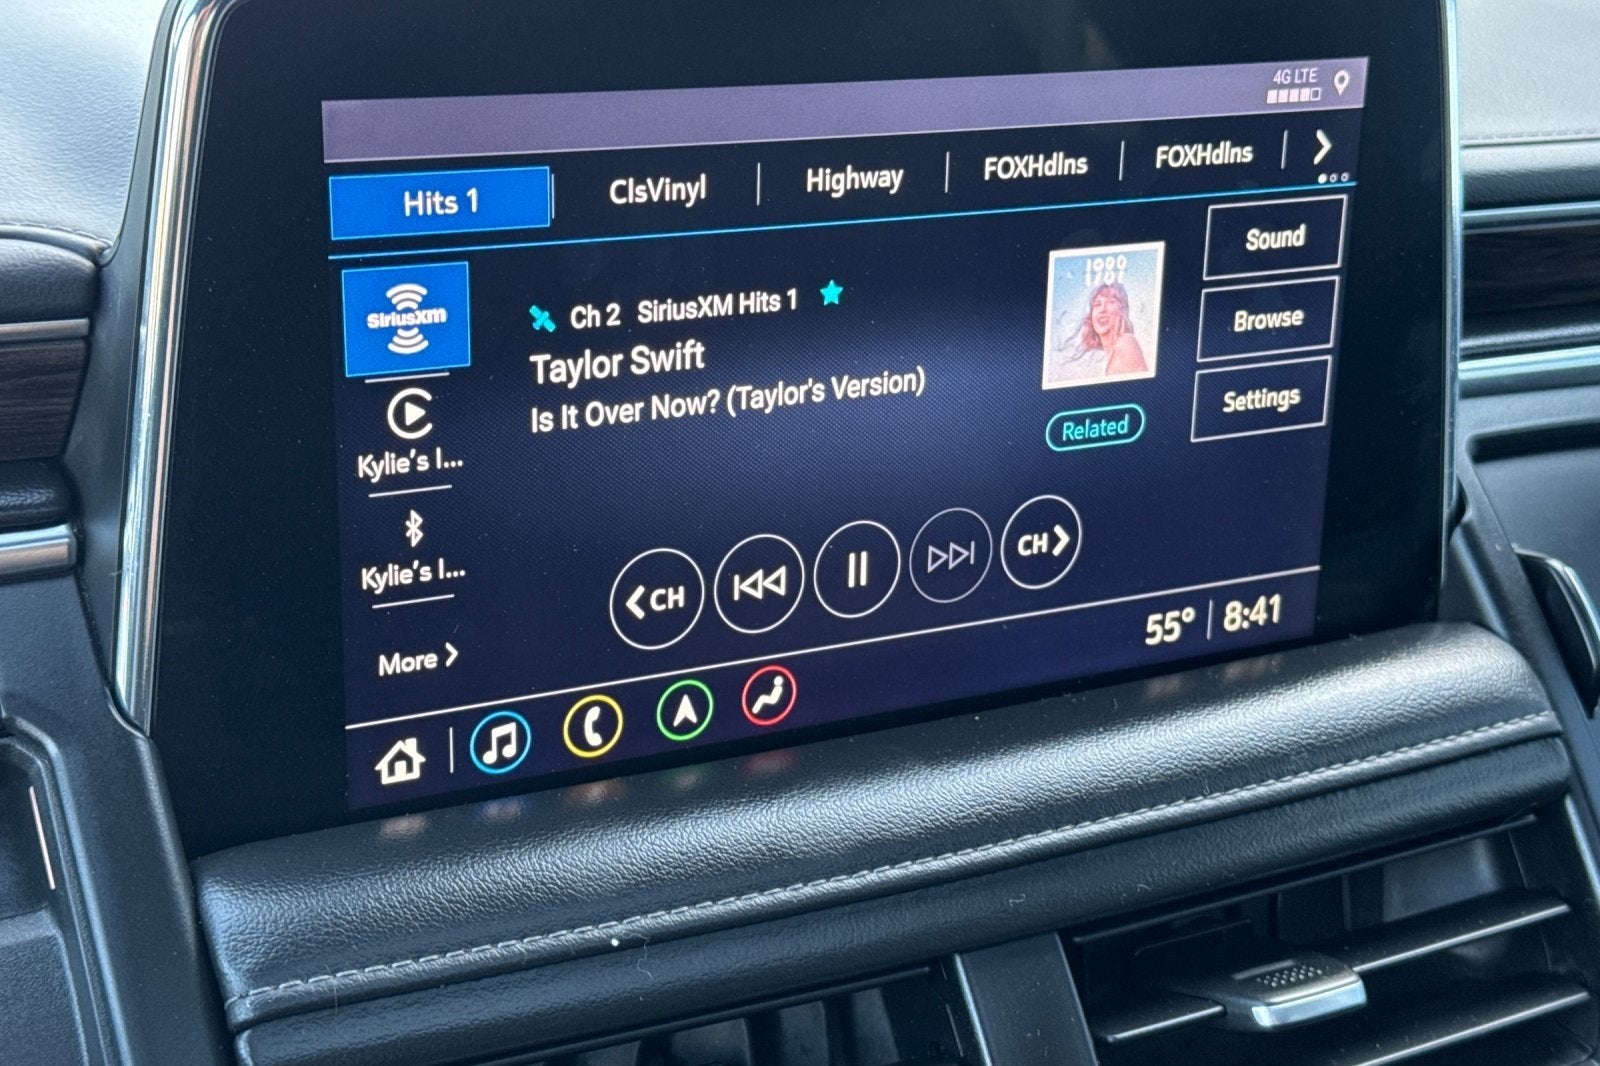 4G LTE
Hits 1
ClsVinyl
Highway
FOXHdlns
FOXHdlns
SiriusXM
Ch 2 SiriusXM Hits 1
Taylor Swift
Is It Over Now? (Taylor's Version)
1989
Related
Sound
Browse
Settings
Kylie's I...
Kylie's I...
More
CH
CH
55° 8:41